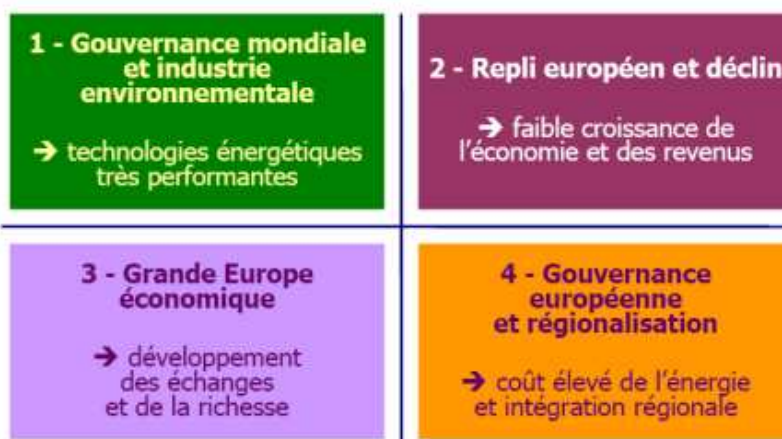 1 - Gouvernance mondiale
et industrie
environnementale
➔ technologies énergétiques
très performantes
2 - Repli européen et déclin
➔ faible croissance de
l'économie et des revenus
3 - Grande Europe
économique
➔ développement
des échanges
et de la richesse
4 - Gouvernance
européenne
et régionalisation
➔ coût élevé de l'énergie
et intégration régionale